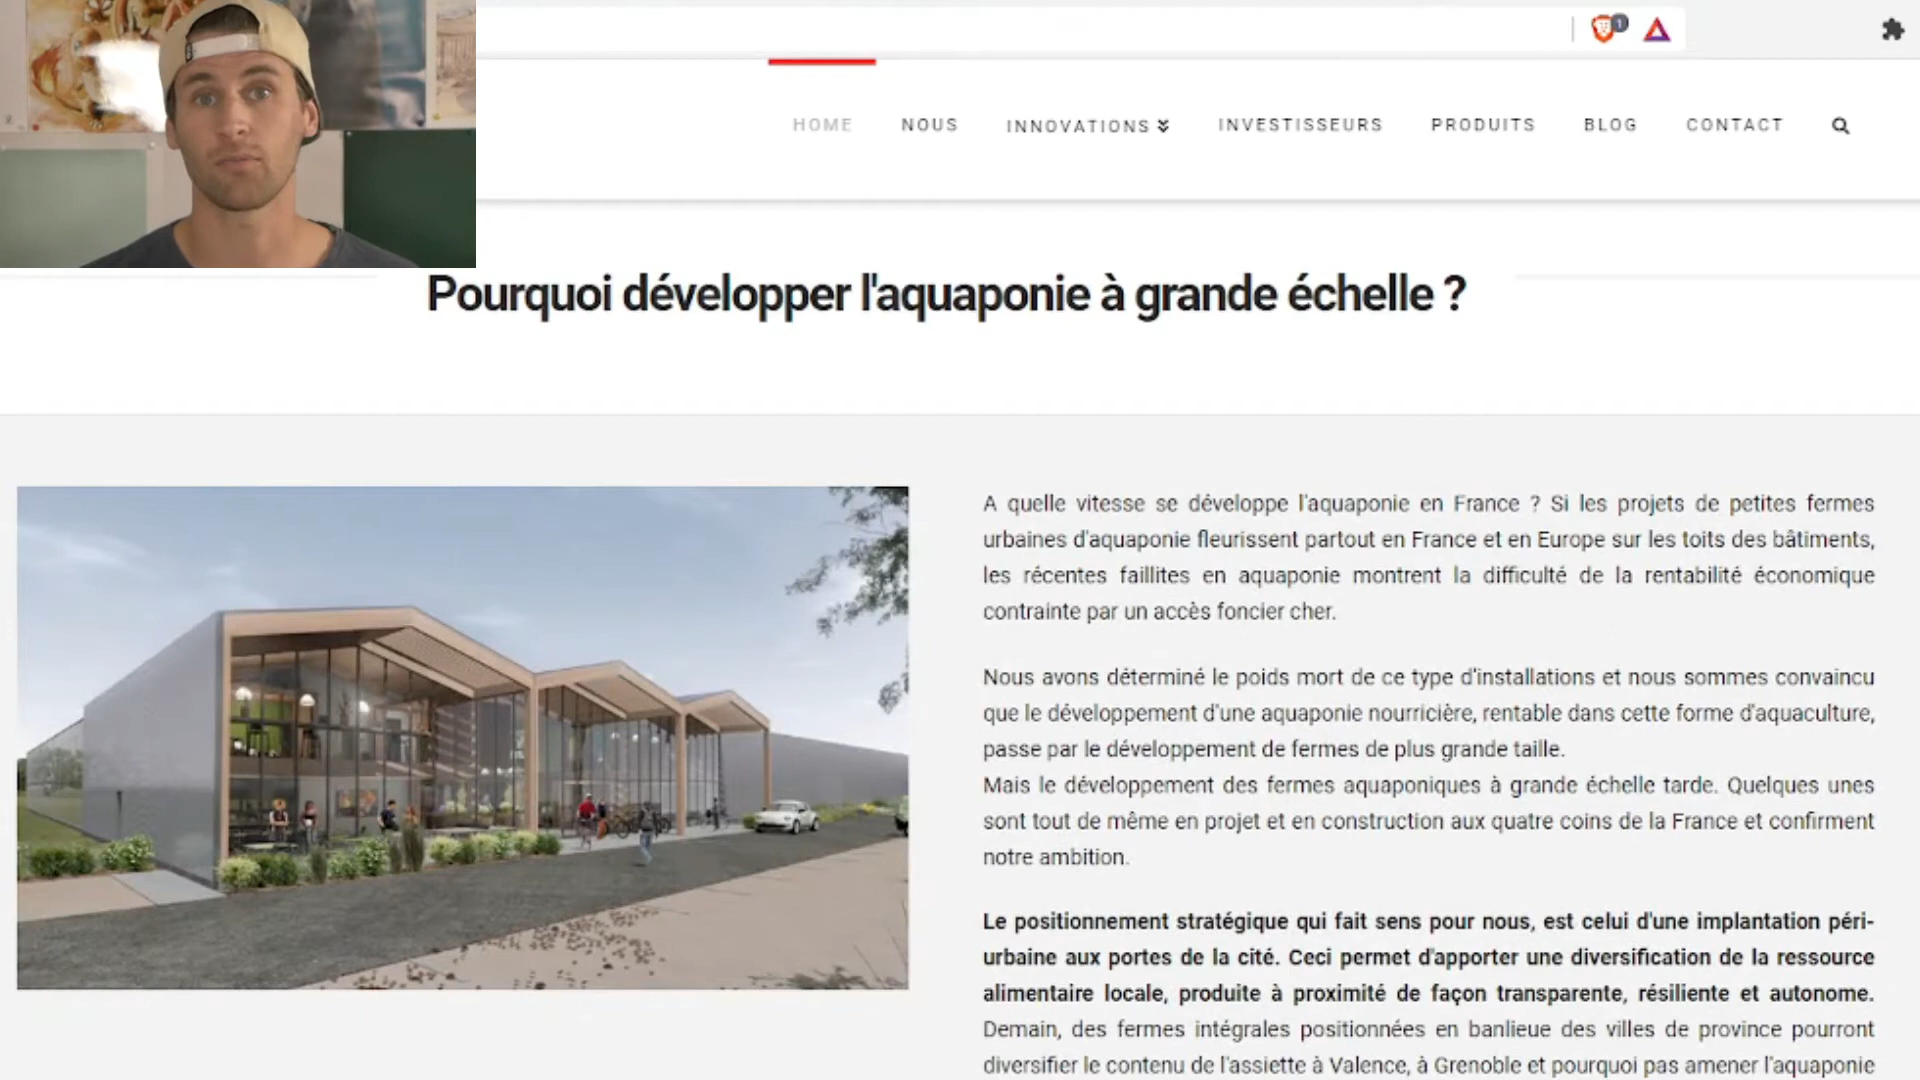 1
HOME NOUS INNOVATIONS INVESTISSEURS PRODUITS BLOG CONTACT
Pourquoi développer l'aquaponie à grande échelle ?
A quelle vitesse se développe l'aquaponie en France ? Si les projets de petites fermes
urbaines d'aquaponie fleurissent partout en France et en Europe sur les toits des bâtiments,
les récentes faillites en aquaponie montrent la difficulté de la rentabilité économique
contrainte par un accès foncier cher.
Nous avons déterminé le poids mort de ce type d'installations et nous sommes convaincu
que le développement d'une aquaponie nourricière, rentable dans cette forme d'aquaculture,
passe par le développement de fermes de plus grande taille.
Mais le développement des fermes aquaponiques à grande échelle tarde. Quelques unes
sont tout de même en projet et en construction aux quatre coins de la France et confirment
notre ambition.
Le positionnement stratégique qui fait sens pour nous, est celui d'une implantation péri-
urbaine aux portes de la cité. Ceci permet d'apporter une diversification de la ressource
alimentaire locale, produite à proximité de façon transparente, résiliente et autonome.
Demain, des fermes intégrales positionnées en banlieue des villes de province pourront
diversifier le contenu de l'assiette à Valence, à Grenoble et pourquoi pas amener l'aquaponie